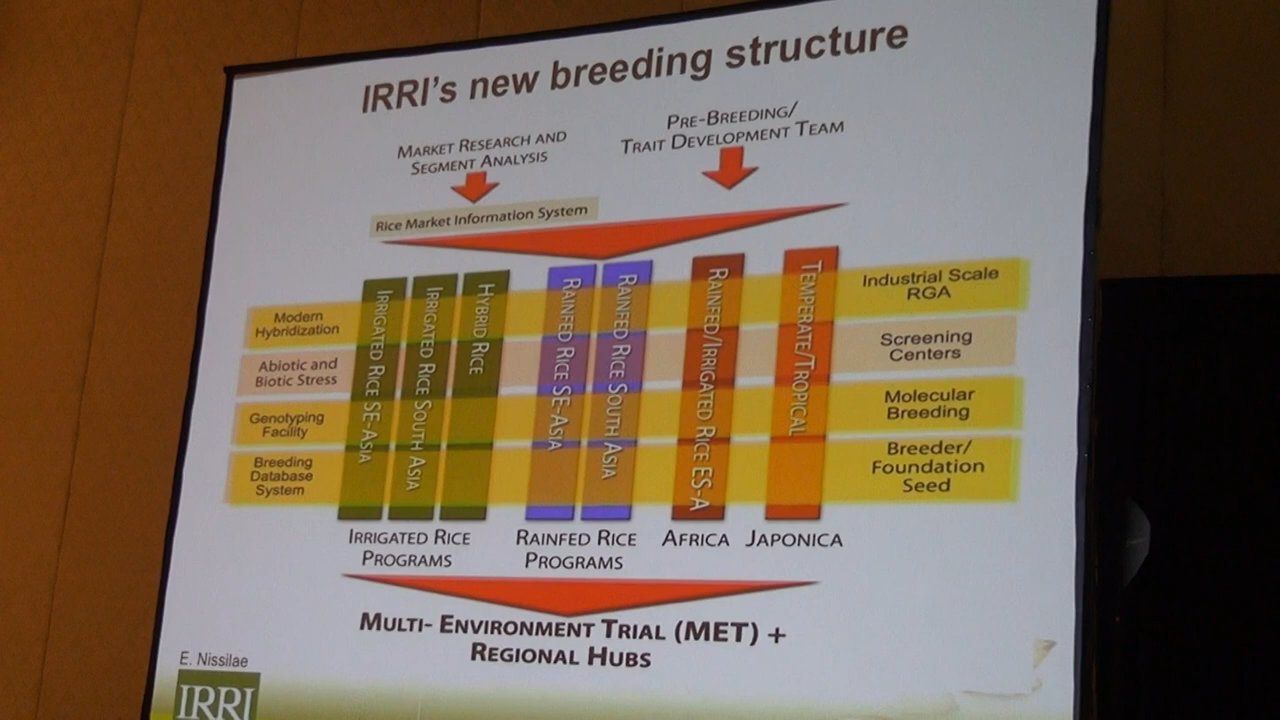 IRRI's new breeding structure
MARKET RESEARCH AND
SEGMENT ANALYSIS
PRE-BREEDING/
TRAIT DEVELOPMENT TEAM
Rice Market Information System
IRRIGATED RICE SE-ASIA
IRRIGATED RICE SOUTH ASIA
HYBRID RICE
RAINFED RICE SE-ASIA
RAINFED RICE SOUTH ASIA
RAINFED/IRRIGATED RICE ES-A
TEMPERATE/TROPICAL
Modern
Hybridization
Abiotic and
Biotic Stress
Genotyping
Facility
Breeding
Database
System
Industrial Scale
RGA
Screening
Centers
Molecular
Breeding
Breeder/
Foundation
Seed
IRRIGATED RICE
PROGRAMS
RAINFED RICE
PROGRAMS
AFRICA
JAPONICA
MULTI- ENVIRONMENT TRIAL (MET) +
REGIONAL HUBS
E. Nissilae
IRRI